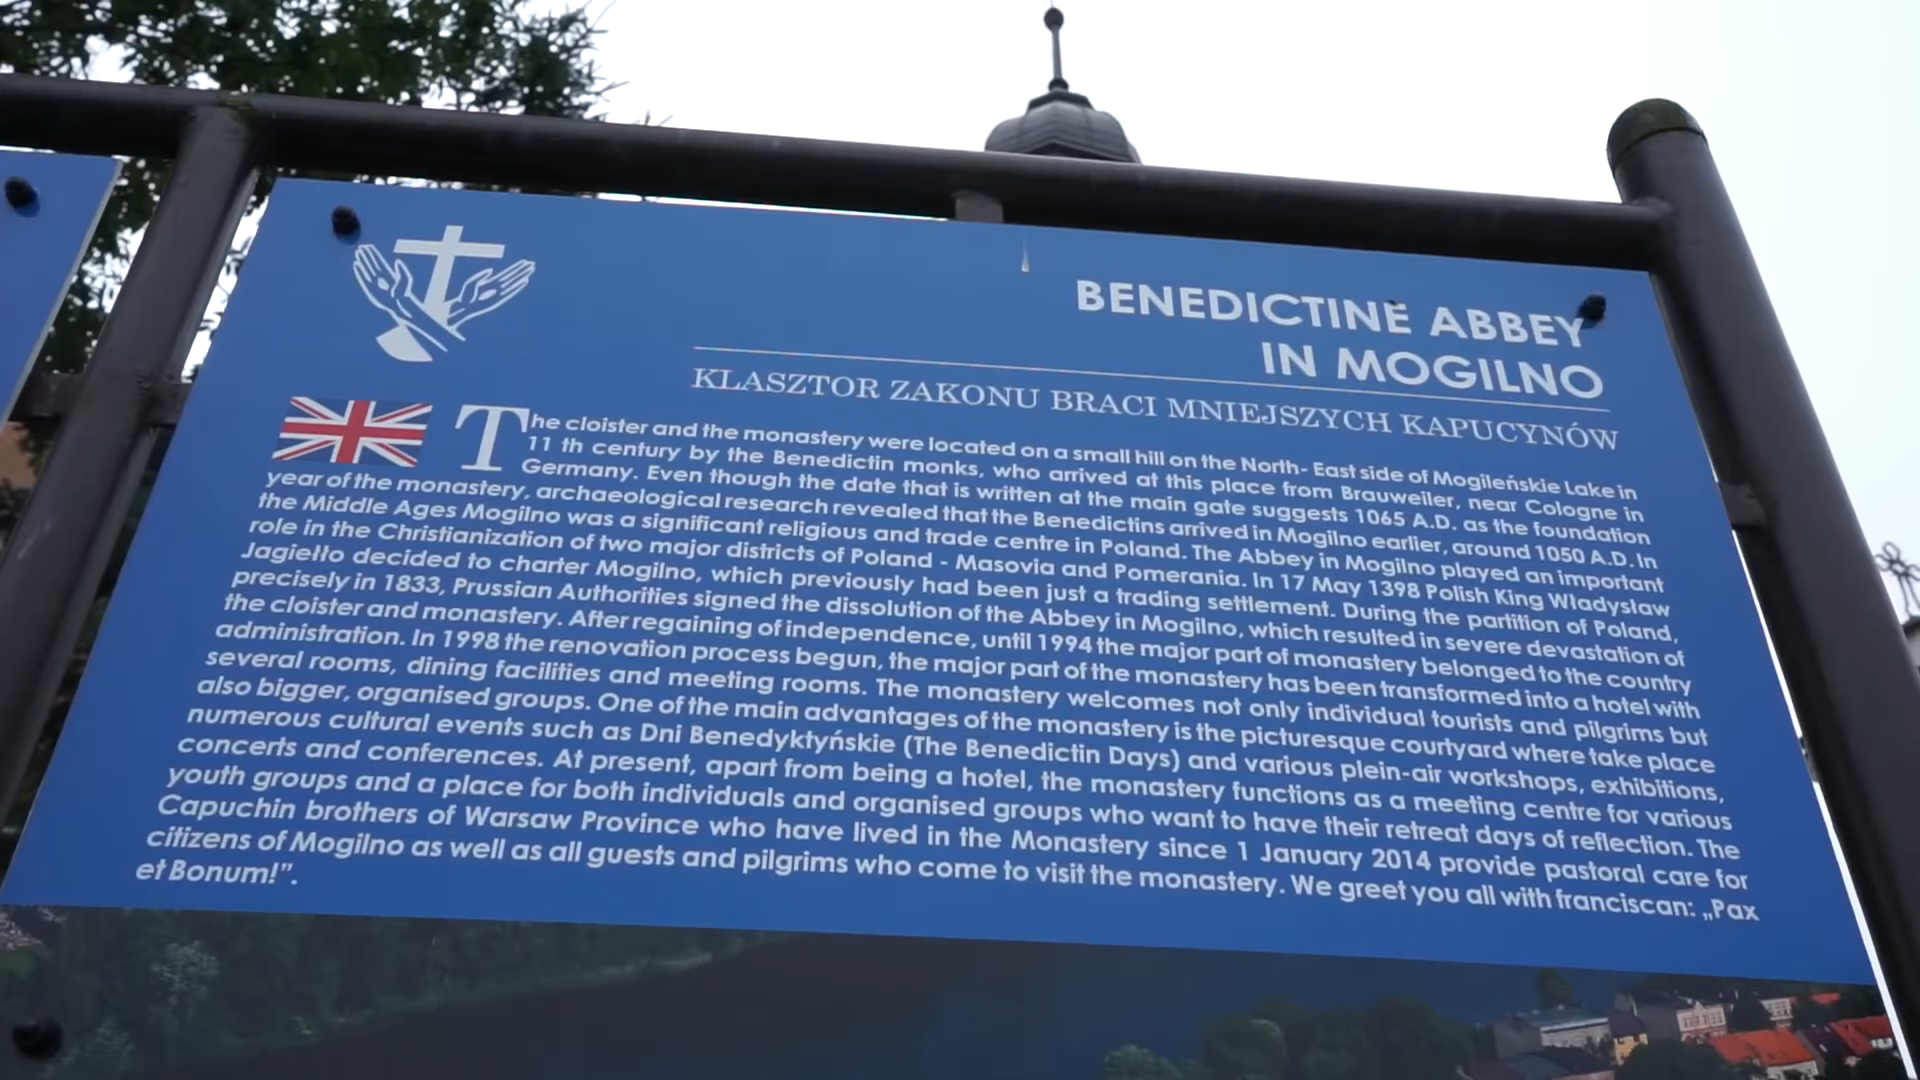 BENEDICTINE ABBEY
IN MOGILNO
KLASZTOR ZAKONU BRACI MNIEJSZYCH KAPUCYNÓW
The cloister and the monastery were located on a small hill on the North- East side of Mogileńskie Lake in
11 th century by the Benedictin monks, who arrived at this place from Brauweiler, near Cologne in
Germany. Even though the date that is written at the main gate suggests 1065 A.D. as the foundation
year of the monastery, archaeological research revealed that the Benedictins arrived in Mogilno earlier, around 1050 A.D. In
the Middle Ages Mogilno was a significant religious and trade centre in Poland. The Abbey in Mogilno played an important
role in the Christianization of two major districts of Poland - Masovia and Pomerania. In 17 May 1398 Polish King Władysław
Jagiełło decided to charter Mogilno, which previously had been just a trading settlement. During the partition of Poland,
precisely in 1833, Prussian Authorities signed the dissolution of the Abbey in Mogilno, which resulted in severe devastation of
the cloister and monastery. After regaining of independence, until 1994 the major part of monastery belonged to the country
administration. In 1998 the renovation process begun, the major part of the monastery has been transformed into a hotel with
several rooms, dining facilities and meeting rooms. The monastery welcomes not only individual tourists and pilgrims but
also bigger, organised groups. One of the main advantages of the monastery is the picturesque courtyard where take place
numerous cultural events such as Dni Benedyktyńskie (The Benedictin Days) and various plein-air workshops, exhibitions,
concerts and conferences. At present, apart from being a hotel, the monastery functions as a meeting centre for various
youth groups and a place for both individuals and organised groups who want to have their retreat days of reflection. The
Capuchin brothers of Warsaw Province who have lived in the Monastery since 1 January 2014 provide pastoral care for
citizens of Mogilno as well as all guests and pilgrims who come to visit the monastery. We greet you all with franciscan: „Pax
et Bonum!”.